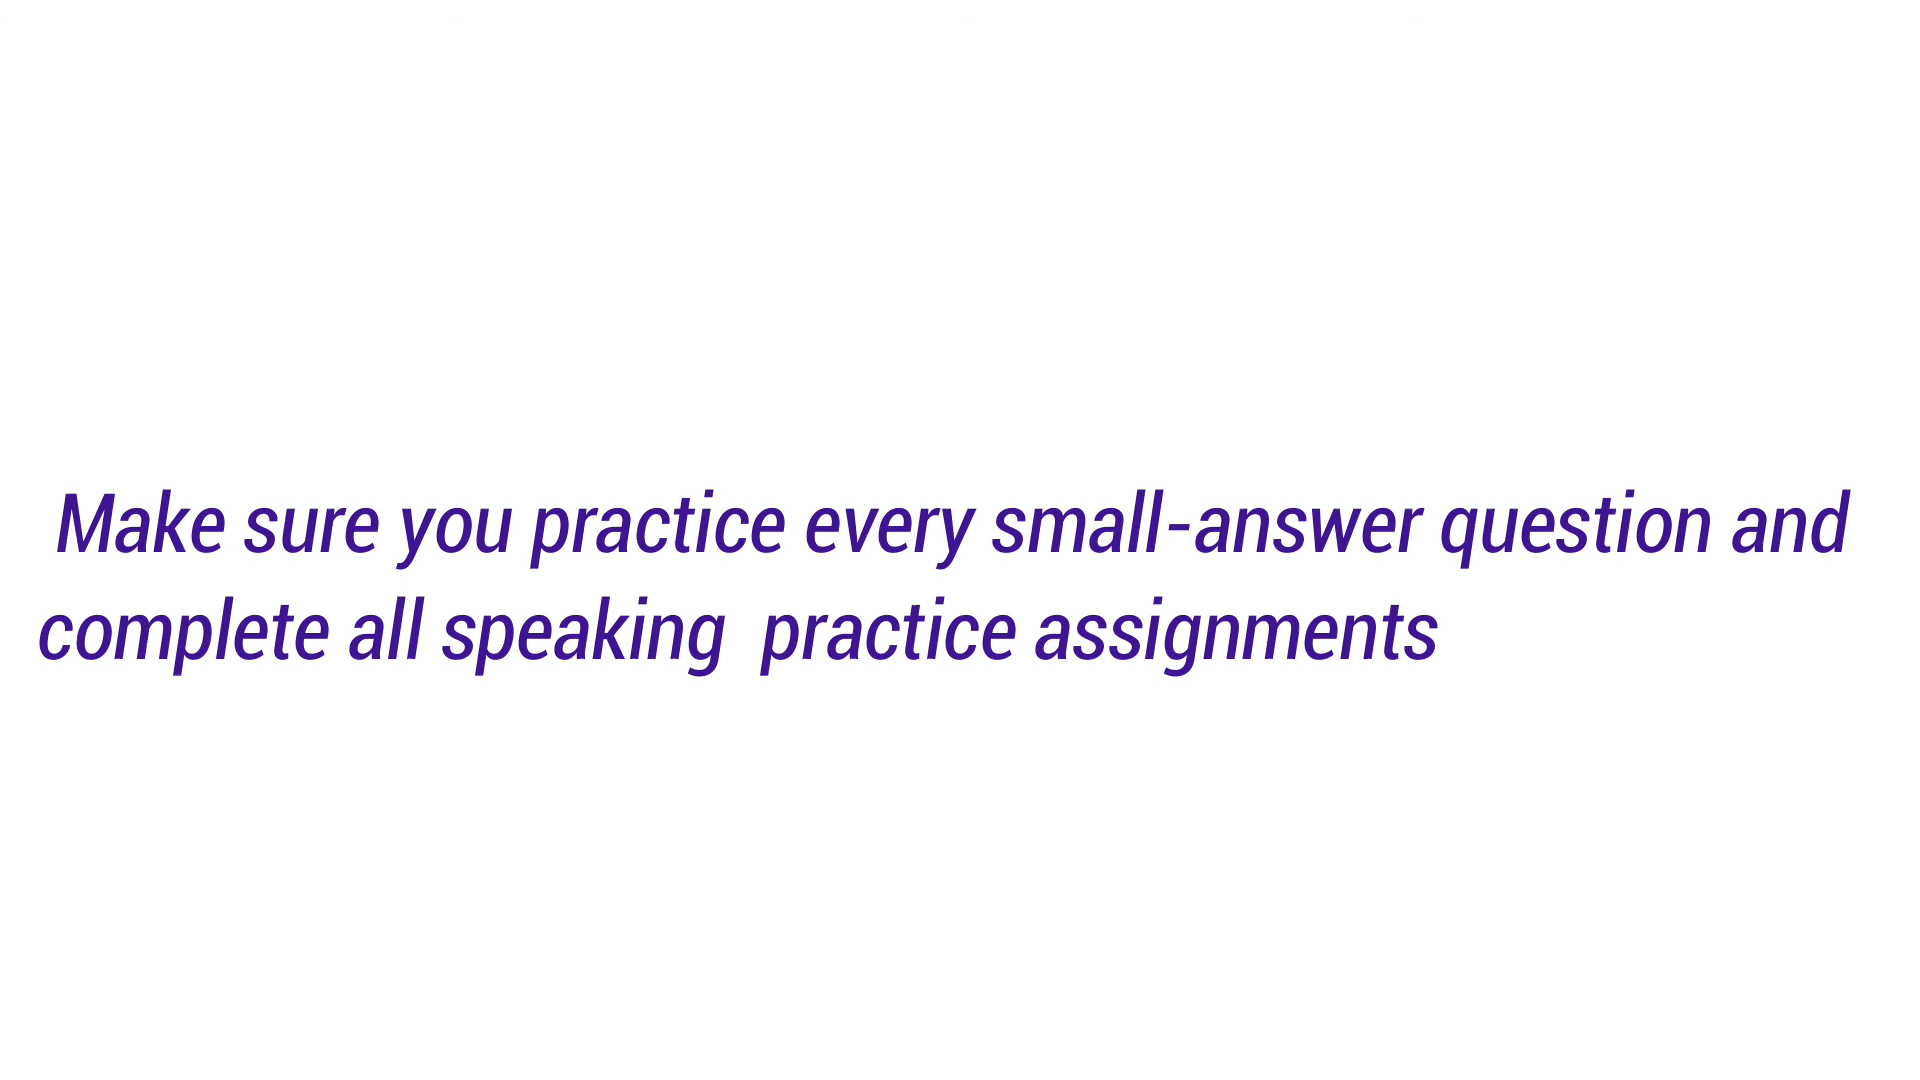 Make sure you practice every small-answer question and
complete all speaking  practice assignments